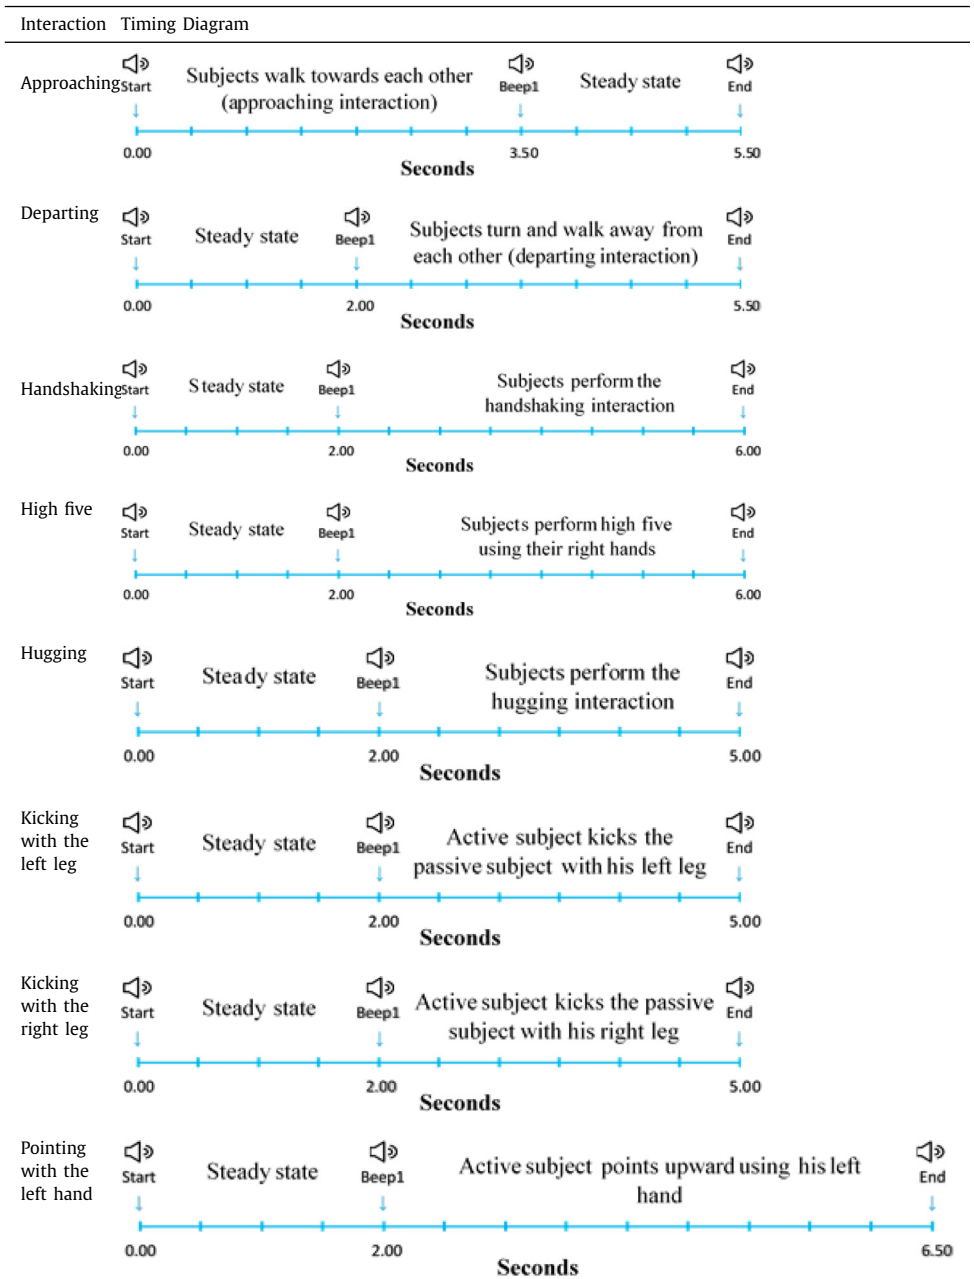 Interaction Timing Diagram
Approaching
Start
Subjects walk towards each other
(approaching interaction)
Beep1
Steady state
End
0.00
3.50
5.50
Seconds
Departing
Start
Steady state
Beep1
Subjects turn and walk away from
each other (departing interaction)
End
0.00
2.00
5.50
Seconds
Handshaking
Start
Steady state
Beep1
Subjects perform the
handshaking interaction
End
0.00
2.00
6.00
Seconds
High five
Start
Steady state
Beep1
Subjects perform high five
using their right hands
End
0.00
2.00
6.00
Seconds
Hugging
Start
Steady state
Beep1
Subjects perform the
hugging interaction
End
0.00
2.00
5.00
Seconds
Kicking
with the
left leg
Start
Steady state
Beep1
Active subject kicks the
passive subject with his left leg
End
0.00
2.00
5.00
Seconds
Kicking
with the
right leg
Start
Steady state
Beep1
Active subject kicks the passive
subject with his right leg
End
0.00
2.00
5.00
Seconds
Pointing
with the
left hand
Start
Steady state
Beep1
Active subject points upward using his left
hand
End
0.00
2.00
6.50
Seconds